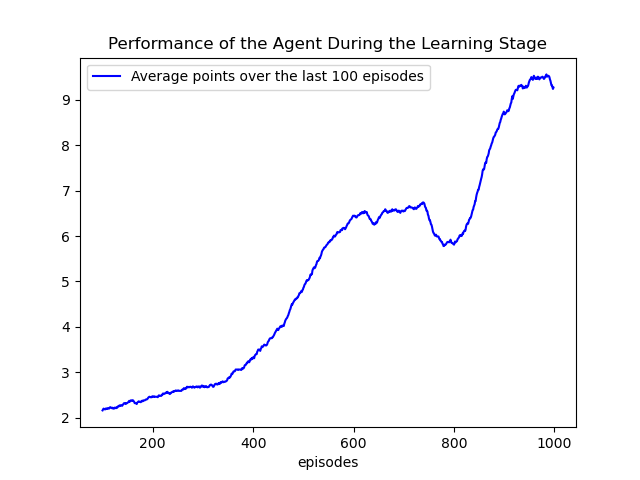 Performance of the Agent During the Learning Stage
Average points over the last 100 episodes
9
8
7
6
5
4
3
2
200 400 600 800 1000
episodes